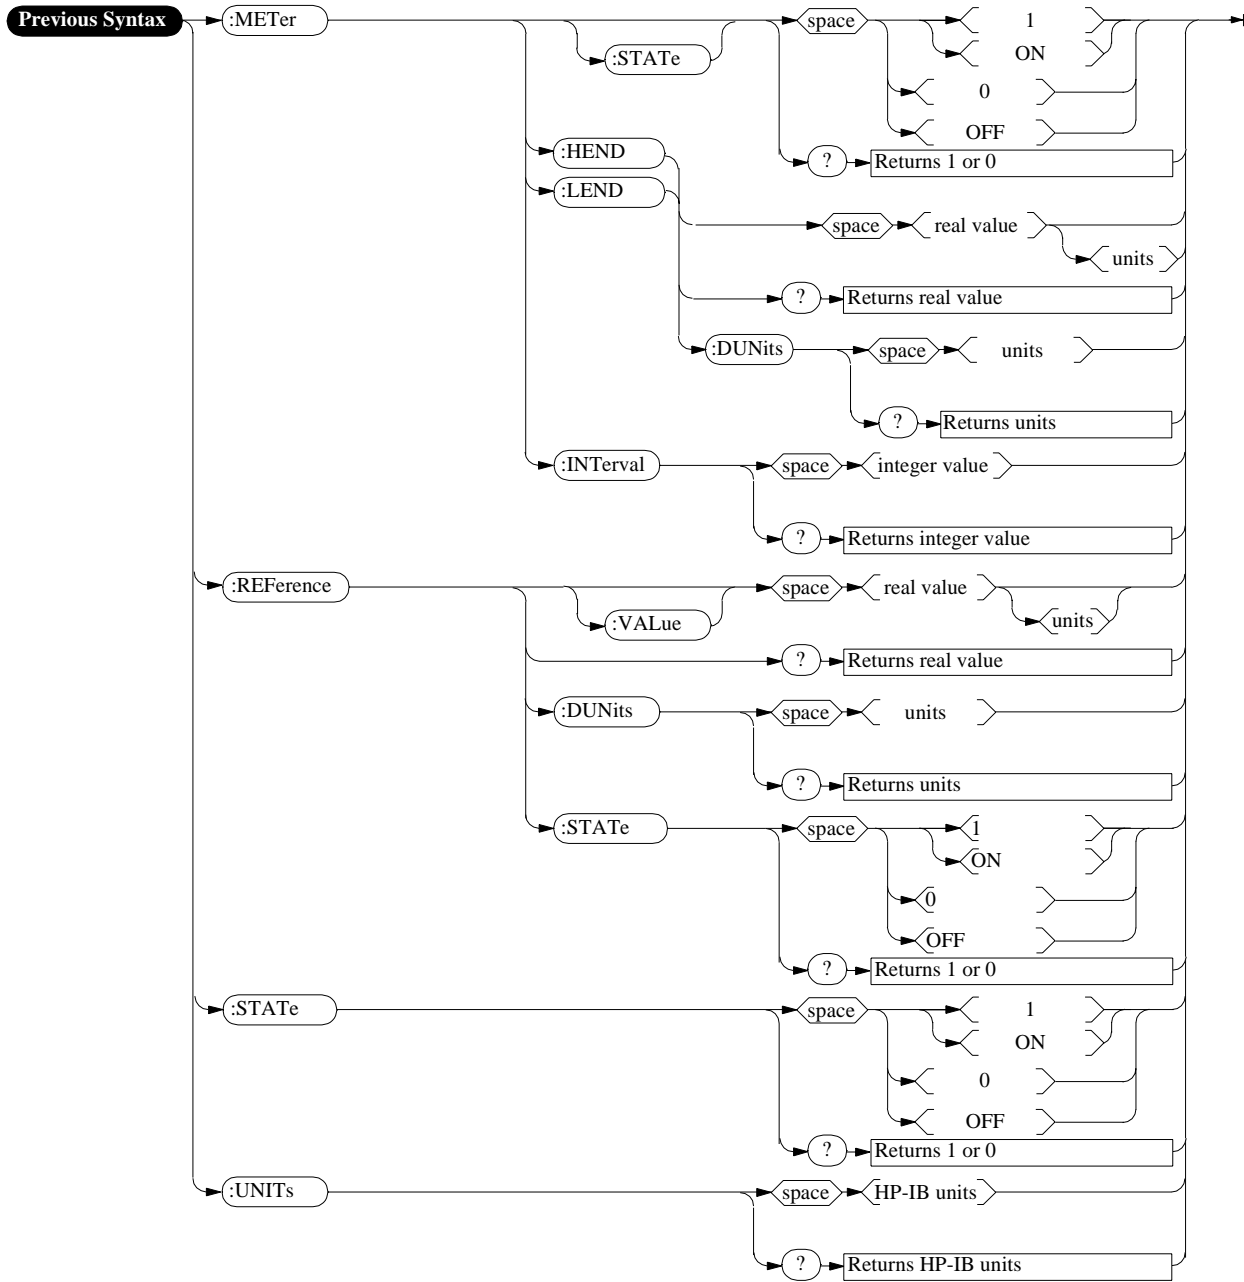 Previous Syntax :METer space 1
ON
:STATe
0
OFF
:HEND ? Returns 1 or 0
:LEND
space real value
units
? Returns real value
:DUNits space units
? Returns units
:INTerval space integer value
? Returns integer value
:REFerence space real value
:VALue units
? Returns real value
:DUNits space units
? Returns units
:STATe space 1
ON
0
OFF
? Returns 1 or 0
:STATe space 1
ON
0
OFF
? Returns 1 or 0
:UNITs space HP-IB units
? Returns HP-IB units